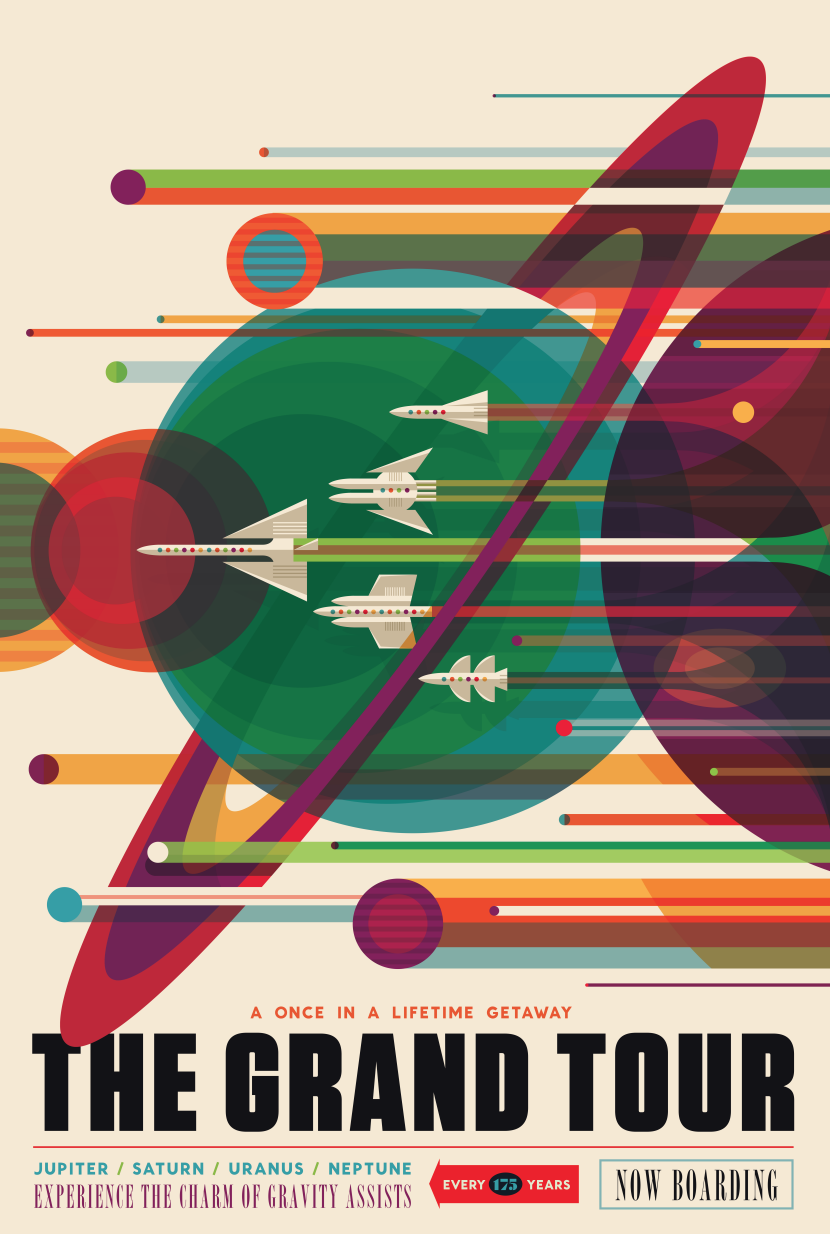 A ONCE IN A LIFETIME GETAWAY
THE GRAND TOUR
JUPITER / SATURN / URANUS / NEPTUNE
EXPERIENCE THE CHARM OF GRAVITY ASSISTS
EVERY 175 YEARS
NOW BOARDING